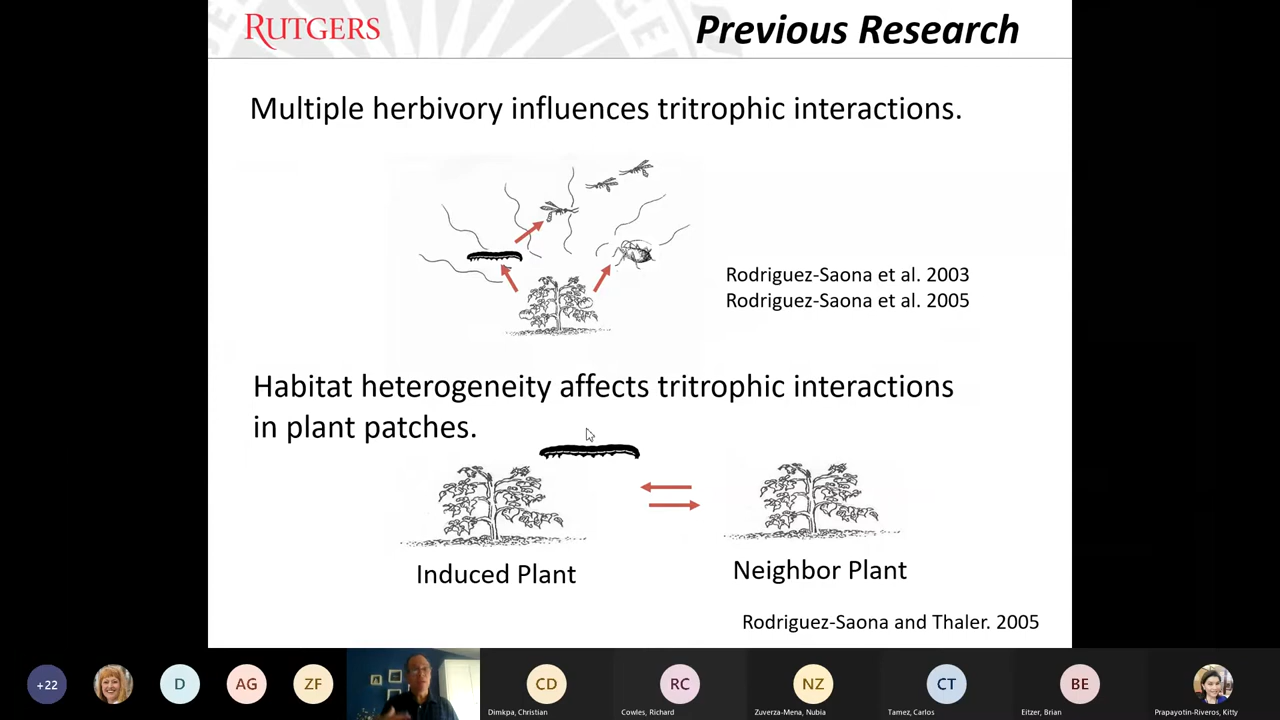 RUTGERS
Previous Research
Multiple herbivory influences tritrophic interactions.
Rodriguez-Saona et al. 2003
Rodriguez-Saona et al. 2005
Habitat heterogeneity affects tritrophic interactions
in plant patches.
Induced Plant
Neighbor Plant
Rodriguez-Saona and Thaler. 2005
+22
D
AG
ZF
CD
RC
NZ
CT
BE
Dimkpa, Christian
Cowles, Richard
Zuverza-Mena, Nubia
Tamez, Carlos
Eitzer, Brian
Prapayotin-Riveros, Kitty